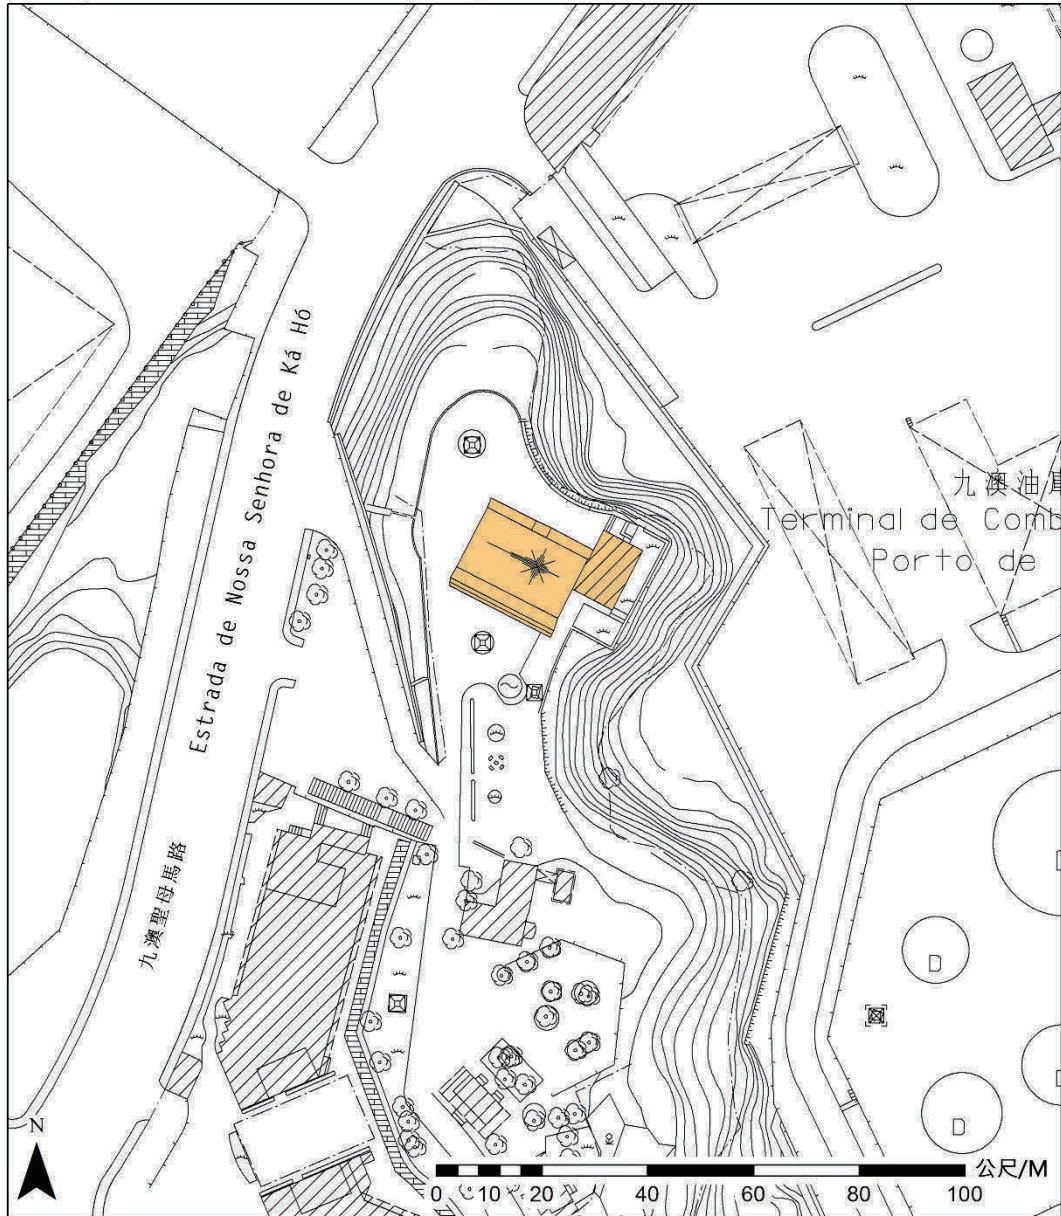 Estrada de Nossa Senhora de Ká Hó
九澳聖母馬路
九澳油
Terminal de Comb
Porto de
D
D
N
公尺/M
0 10 20 40 60 80 100